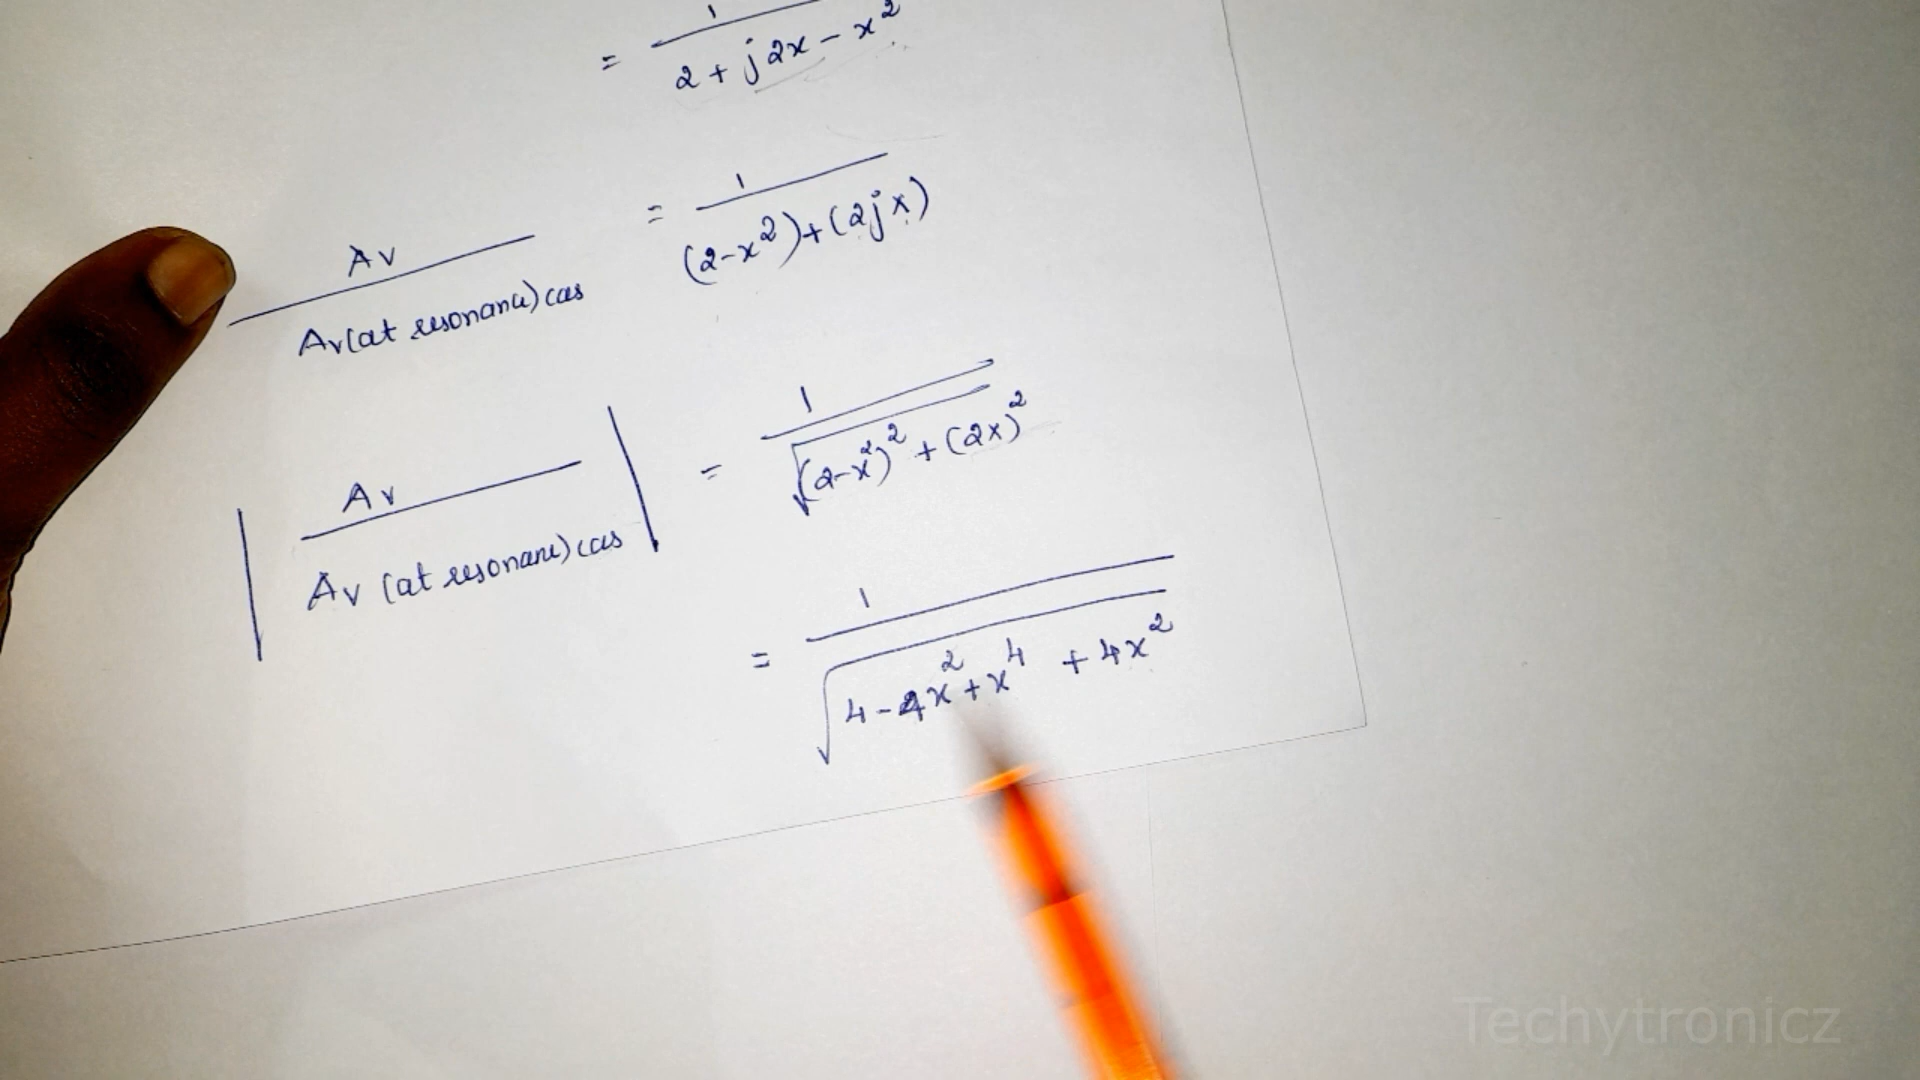 = 1 / 2 + j2x - x²
Av / Av(at resonance)cas = 1 / (2-x²)+(2jx)
| Av / Av (at resonance)cas | = 1 / √(2-x²)² + (2x)²
= 1 / √4-4x²+x⁴ + 4x²
Techytronicz